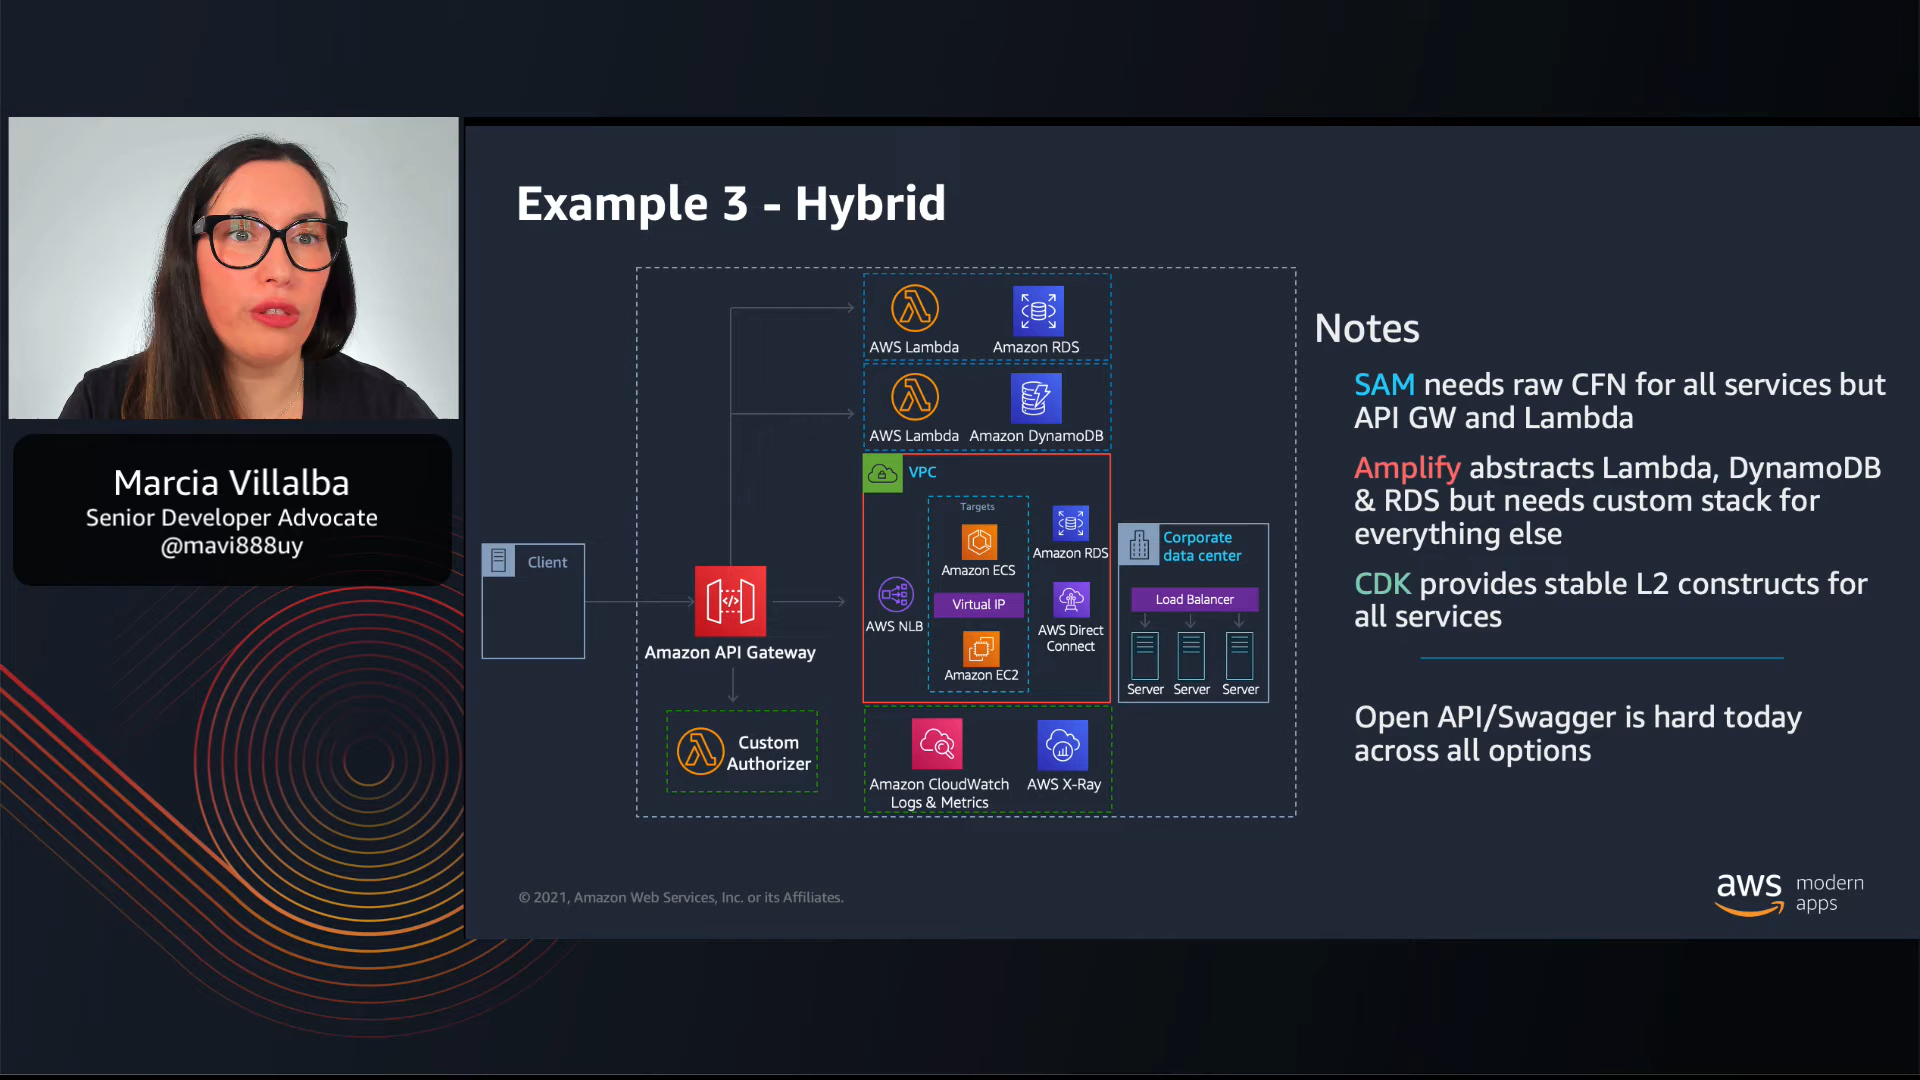 Marcia Villalba
Senior Developer Advocate
@mavi888uy
Example 3 - Hybrid
Client
Amazon API Gateway
Custom
Authorizer
AWS Lambda
Amazon RDS
AWS Lambda
Amazon DynamoDB
VPC
AWS NLB
Targets
Amazon ECS
Virtual IP
Amazon EC2
Amazon RDS
AWS Direct
Connect
Corporate
data center
Load Balancer
Server
Server
Server
Amazon CloudWatch
Logs & Metrics
AWS X-Ray
Notes
SAM needs raw CFN for all services but
API GW and Lambda
Amplify abstracts Lambda, DynamoDB
& RDS but needs custom stack for
everything else
CDK provides stable L2 constructs for
all services
Open API/Swagger is hard today
across all options
© 2021, Amazon Web Services, Inc. or its Affiliates.
aws
modern
apps